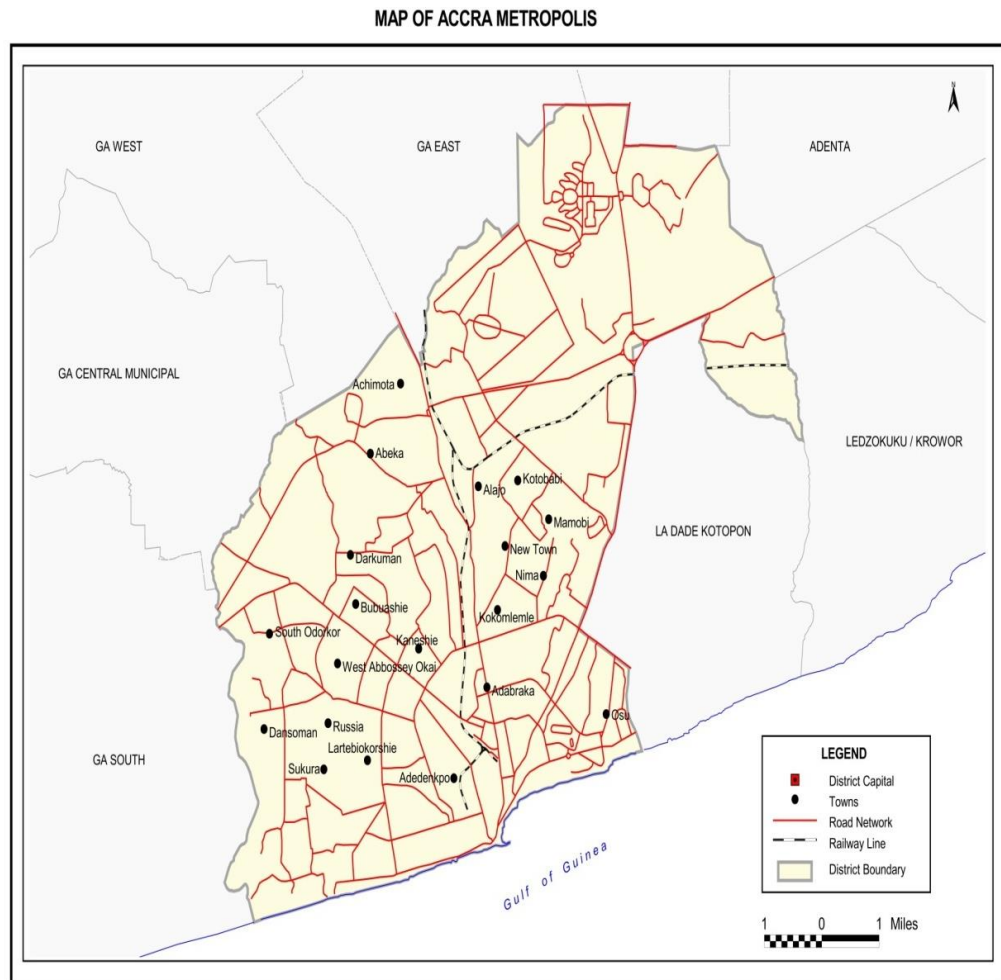 MAP OF ACCRA METROPOLIS
N
GA WEST
GA EAST
ADENTA
GA CENTRAL MUNICIPAL
Achimota
LEDZOKUKU / KROWOR
Abeka
Alajo
Kotobabi
Mamobi
LA DADE KOTOPON
New Town
Darkuman
Nima
Bubuashie
Kokomlemle
South Odorkor
Kaneshie
West Abbossey Okai
Adabraka
Osu
Dansoman
Russia
Lartebiokorshie
GA SOUTH
Sukura
Adedenkpo
Gulf of Guinea
LEGEND
District Capital
Towns
Road Network
Railway Line
District Boundary
1 0 1 Miles